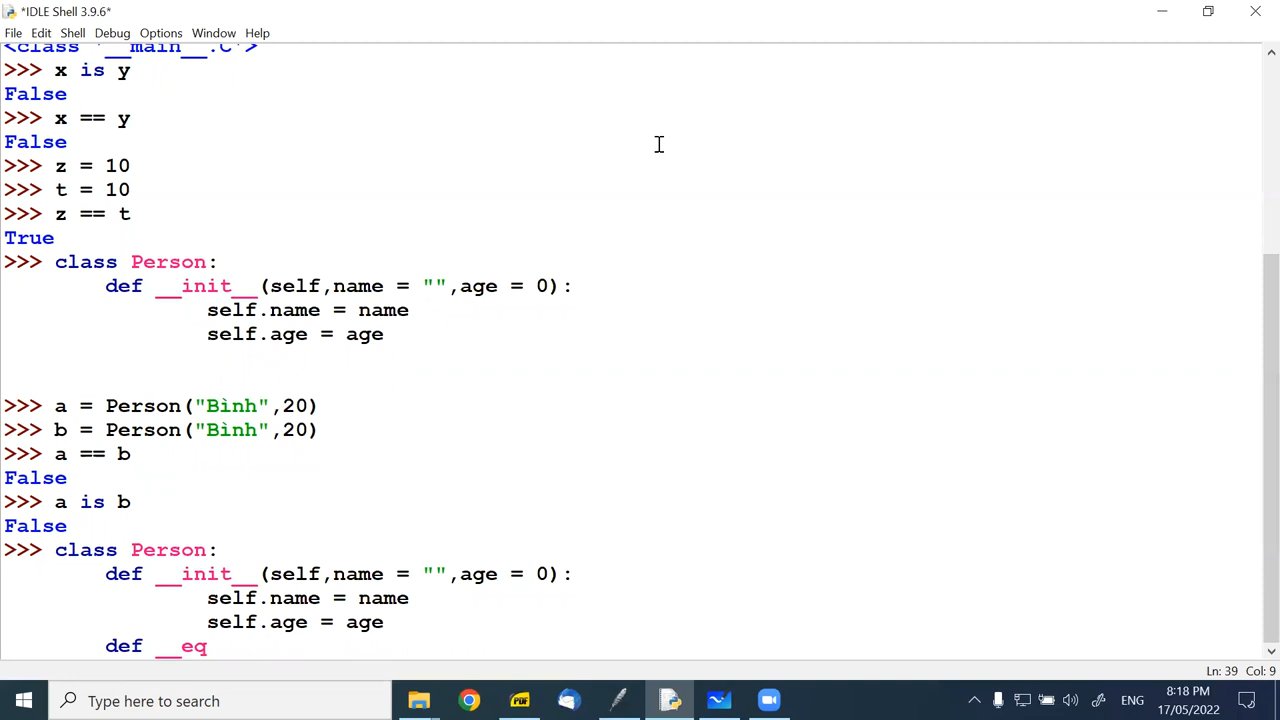 *IDLE Shell 3.9.6*
File Edit Shell Debug Options Window Help
<class '__main__.C'>
>>> x is y
False
>>> x == y
False
>>> z = 10
>>> t = 10
>>> z == t
True
>>> class Person:
        def __init__(self,name = "",age = 0):
                self.name = name
                self.age = age
>>> a = Person("Bình",20)
>>> b = Person("Bình",20)
>>> a == b
False
>>> a is b
False
>>> class Person:
        def __init__(self,name = "",age = 0):
                self.name = name
                self.age = age
        def __eq
Ln: 39 Col: 9
Type here to search
PDF
ENG
8:18 PM
17/05/2022